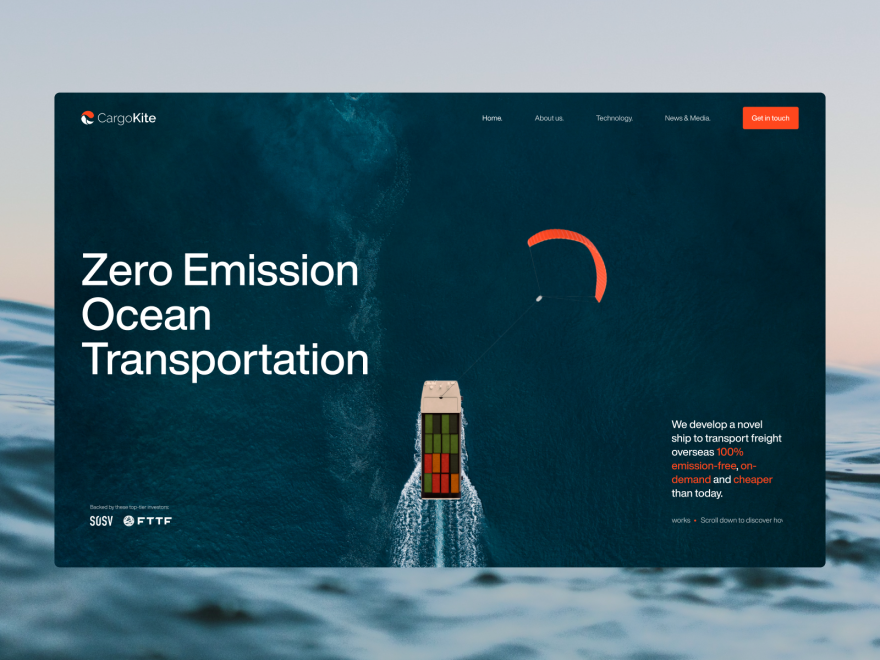 CargoKite
Home.
About us.
Technology.
News & Media.
Get in touch
Zero Emission
Ocean
Transportation
We develop a novel
ship to transport freight
overseas 100%
emission-free, on-
demand and cheaper
than today.
Backed by these top-tier investors:
SOSV FTTF
works • Scroll down to discover ho